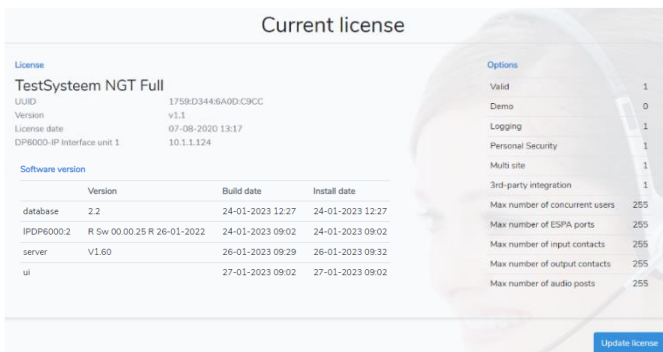 Current license
License
TestSysteem NGT Full
UUID 1759:D344:6A0D:C9CC
Version v1.1
License date 07-08-2020 13:17
DP6000-IP Interface unit 1 10.1.1.124
Software version
Version Build date Install date
database 2.2 24-01-2023 12:27 24-01-2023 12:27
IPDP6000:2 R Sw 00.00.25 R 26-01-2022 24-01-2023 09:02 24-01-2023 09:02
server V1.60 26-01-2023 09:29 26-01-2023 09:32
ui 27-01-2023 09:02 27-01-2023 09:02
Options
Valid 1
Demo 0
Logging 1
Personal Security 1
Multi site 1
3rd-party integration 1
Max number of concurrent users 255
Max number of ESPA ports 255
Max number of input contacts 255
Max number of output contacts 255
Max number of audio posts 255
Update license